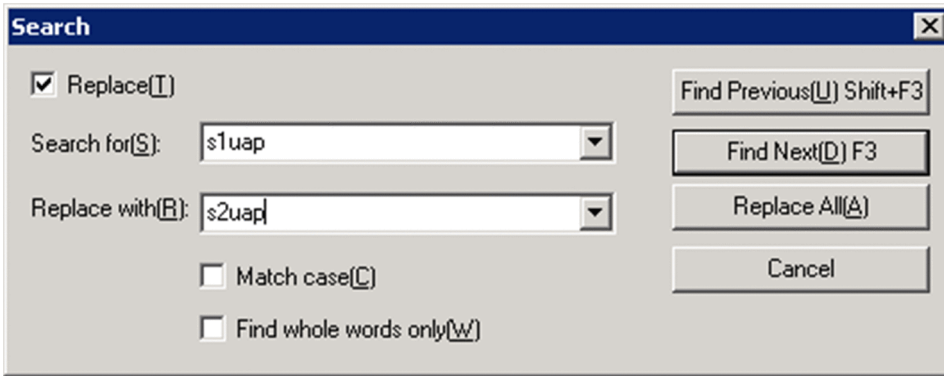 Search
Replace(T)
Find Previous(U) Shift+F3
Search for(S): s1uap
Find Next(D) F3
Replace with(R): s2uap
Replace All(A)
Match case(C)
Cancel
Find whole words only(W)